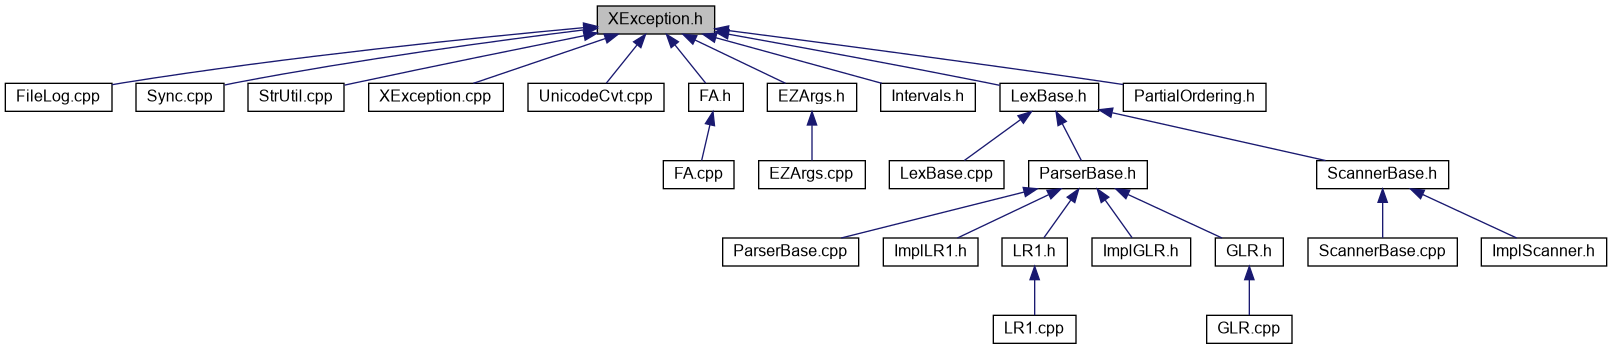 XException.h
FileLog.cpp
Sync.cpp
StrUtil.cpp
XException.cpp
UnicodeCvt.cpp
FA.h
EZArgs.h
Intervals.h
LexBase.h
PartialOrdering.h
FA.cpp
EZArgs.cpp
LexBase.cpp
ParserBase.h
ScannerBase.h
ParserBase.cpp
ImplLR1.h
LR1.h
ImplGLR.h
GLR.h
ScannerBase.cpp
ImplScanner.h
LR1.cpp
GLR.cpp